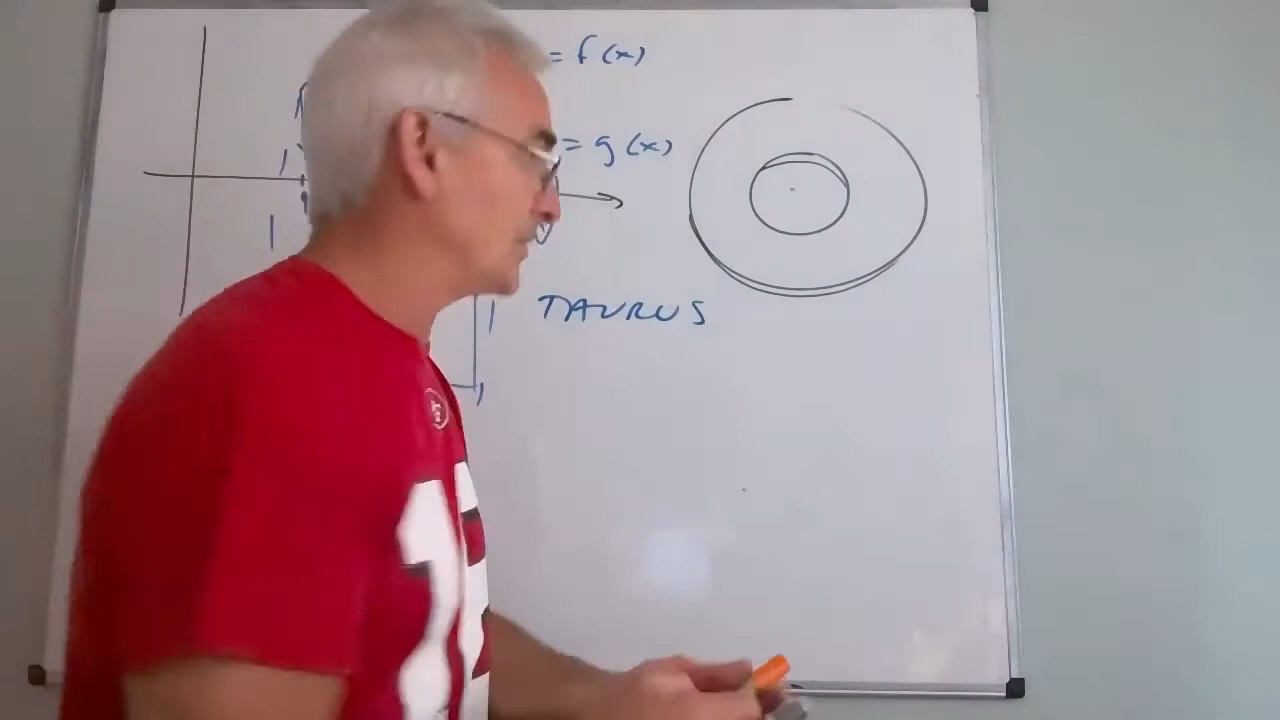 = f(x)
= g(x)
TAURUS